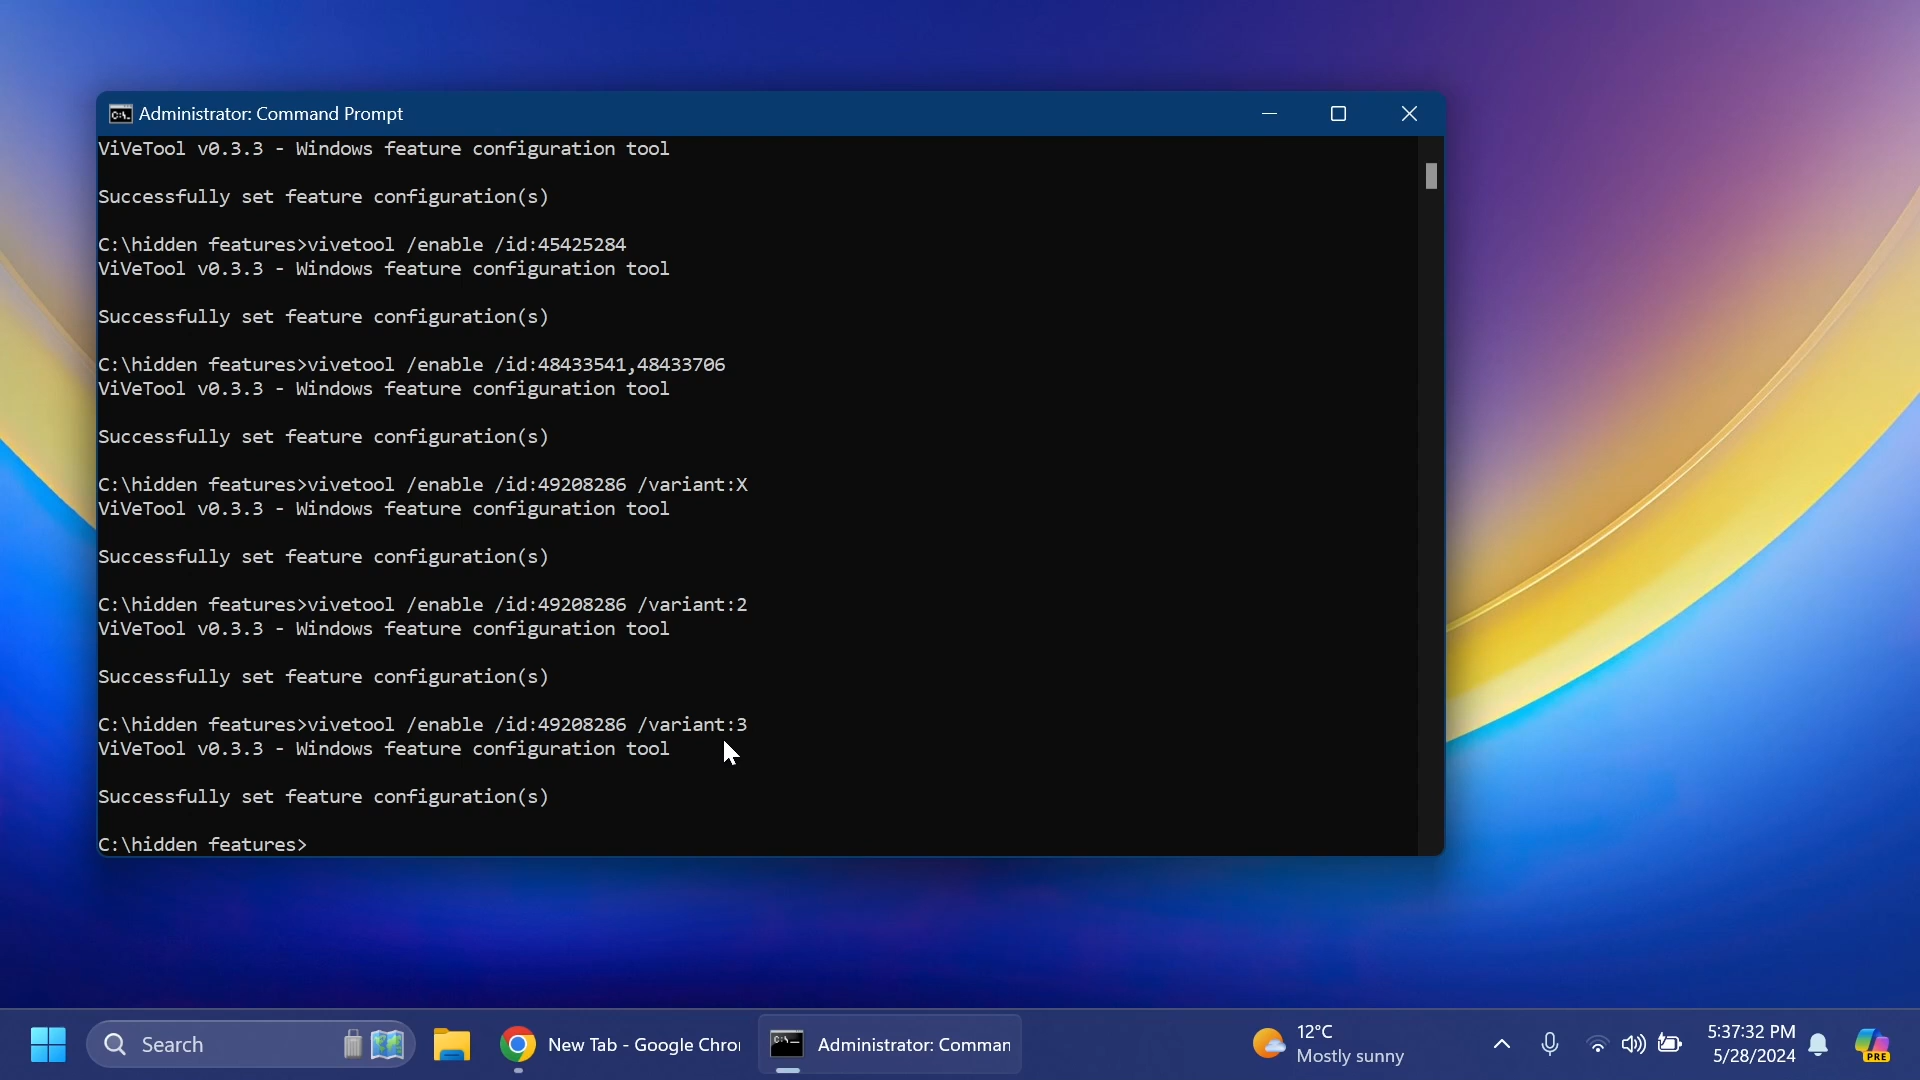 Administrator: Command Prompt
ViVeTool v0.3.3 - Windows feature configuration tool
Successfully set feature configuration(s)
C:\hidden features>vivetool /enable /id:45425284
ViVeTool v0.3.3 - Windows feature configuration tool
Successfully set feature configuration(s)
C:\hidden features>vivetool /enable /id:48433541,48433706
ViVeTool v0.3.3 - Windows feature configuration tool
Successfully set feature configuration(s)
C:\hidden features>vivetool /enable /id:49208286 /variant:X
ViVeTool v0.3.3 - Windows feature configuration tool
Successfully set feature configuration(s)
C:\hidden features>vivetool /enable /id:49208286 /variant:2
ViVeTool v0.3.3 - Windows feature configuration tool
Successfully set feature configuration(s)
C:\hidden features>vivetool /enable /id:49208286 /variant:3
ViVeTool v0.3.3 - Windows feature configuration tool
Successfully set feature configuration(s)
C:\hidden features>
Search
New Tab - Google Chro
Administrator: Comman
12°C
Mostly sunny
5:37:32 PM
5/28/2024
PRE